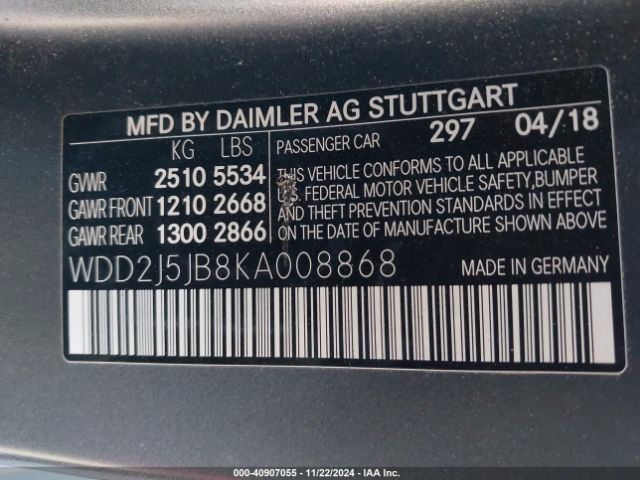 MFD BY DAIMLER AG STUTTGART
KG LBS
GVWR 2510 5534
GAWR FRONT 1210 2668
GAWR REAR 1300 2866
PASSENGER CAR 297 04/18
THIS VEHICLE CONFORMS TO ALL APPLICABLE
U.S. FEDERAL MOTOR VEHICLE SAFETY,BUMPER
AND THEFT PREVENTION STANDARDS IN EFFECT
ON THE DATE OF MANUFACTURE SHOWN ABOVE
WDD2J5JB8KA008868 MADE IN GERMANY
000-40907055 - 11/22/2024 - IAA Inc.